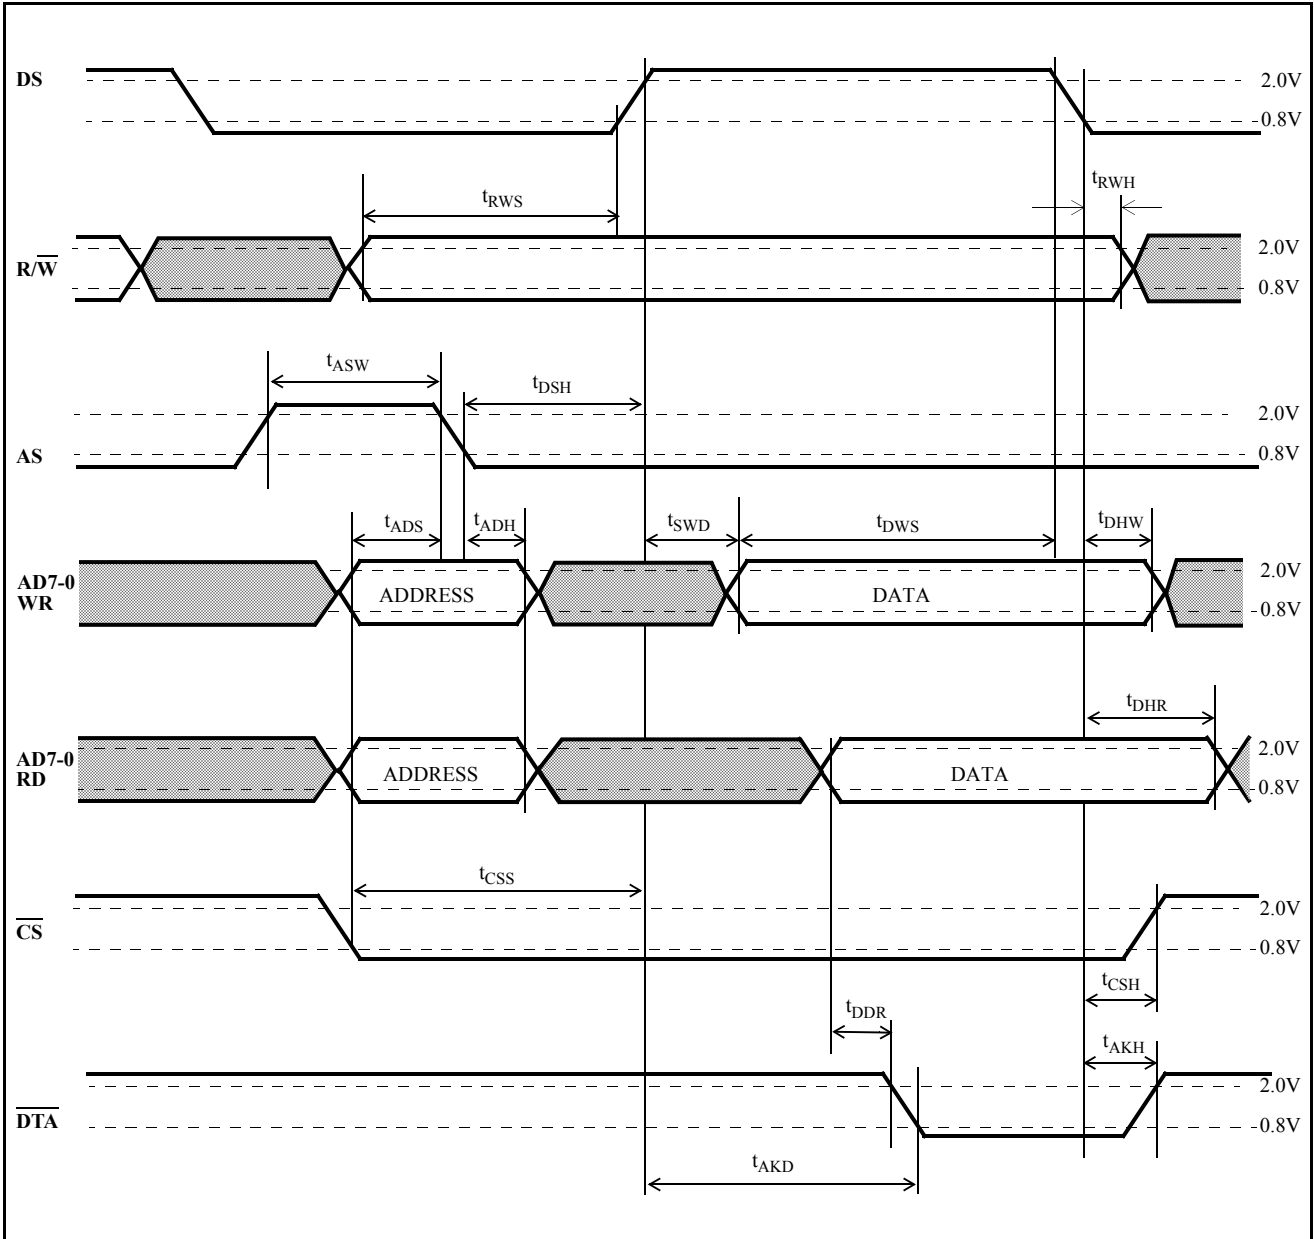 DS
2.0V
0.8V
tRWH
tRWS
R/W̅
2.0V
0.8V
tASW
tDSH
2.0V
AS
0.8V
tADS
tADH
tSWD
tDWS
tDHW
AD7-0
WR
ADDRESS
DATA
2.0V
0.8V
tDHR
AD7-0
RD
ADDRESS
DATA
2.0V
0.8V
tCSS
C̅S̅
2.0V
0.8V
tCSH
tDDR
tAKH
D̅T̅A̅
2.0V
0.8V
tAKD